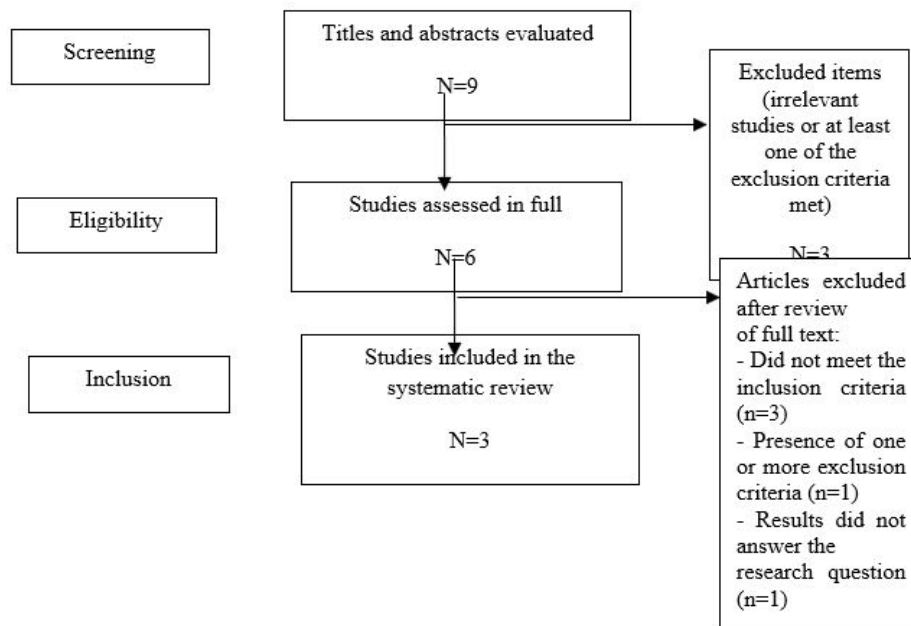 Screening
Titles and abstracts evaluated
N=9
Excluded items
(irrelevant
studies or at least
one of the
exclusion criteria
met)
N=3
Eligibility
Studies assessed in full
N=6
Articles excluded
after review
of full text:
- Did not meet the
inclusion criteria
(n=3)
- Presence of one
or more exclusion
criteria (n=1)
- Results did not
answer the
research question
(n=1)
Inclusion
Studies included in the
systematic review
N=3